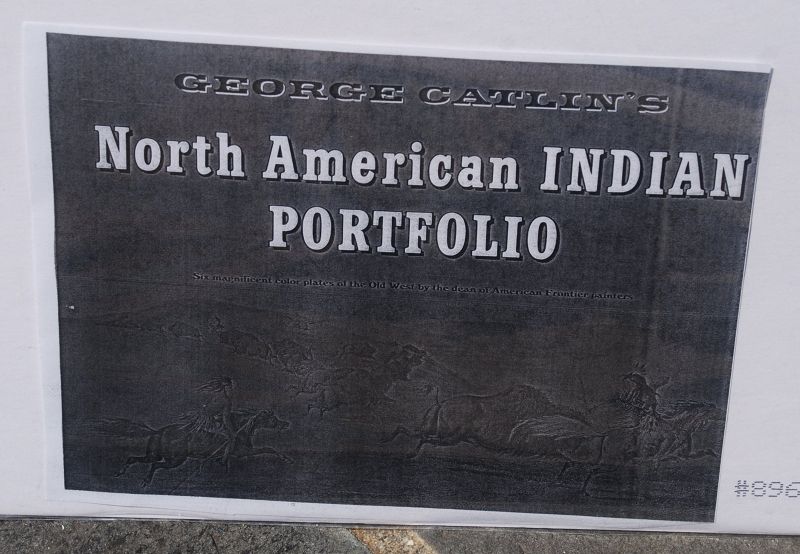 GEORGE CATLIN'S
North American INDIAN
PORTFOLIO
Six magnificent color plates of the Old West by the dean of American Frontier painters
#896